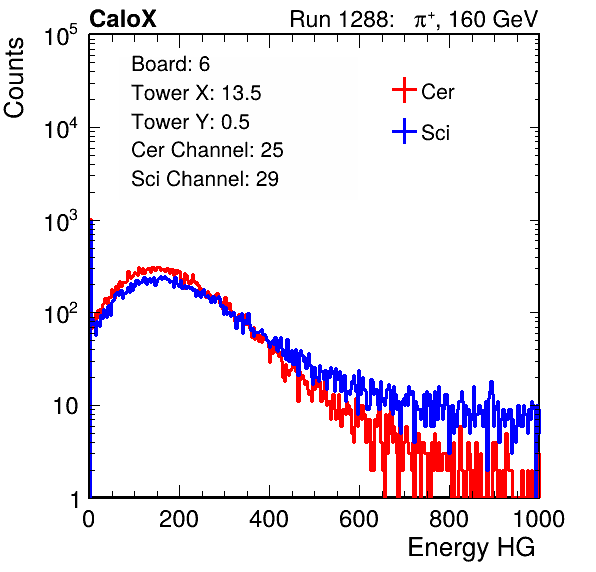 CaloX Run 1288: π⁺, 160 GeV
Board: 6
Tower X: 13.5
Tower Y: 0.5
Cer Channel: 25
Sci Channel: 29
Cer
Sci
Counts
10⁵
10⁴
10³
10²
10
1
0 200 400 600 800 1000
Energy HG